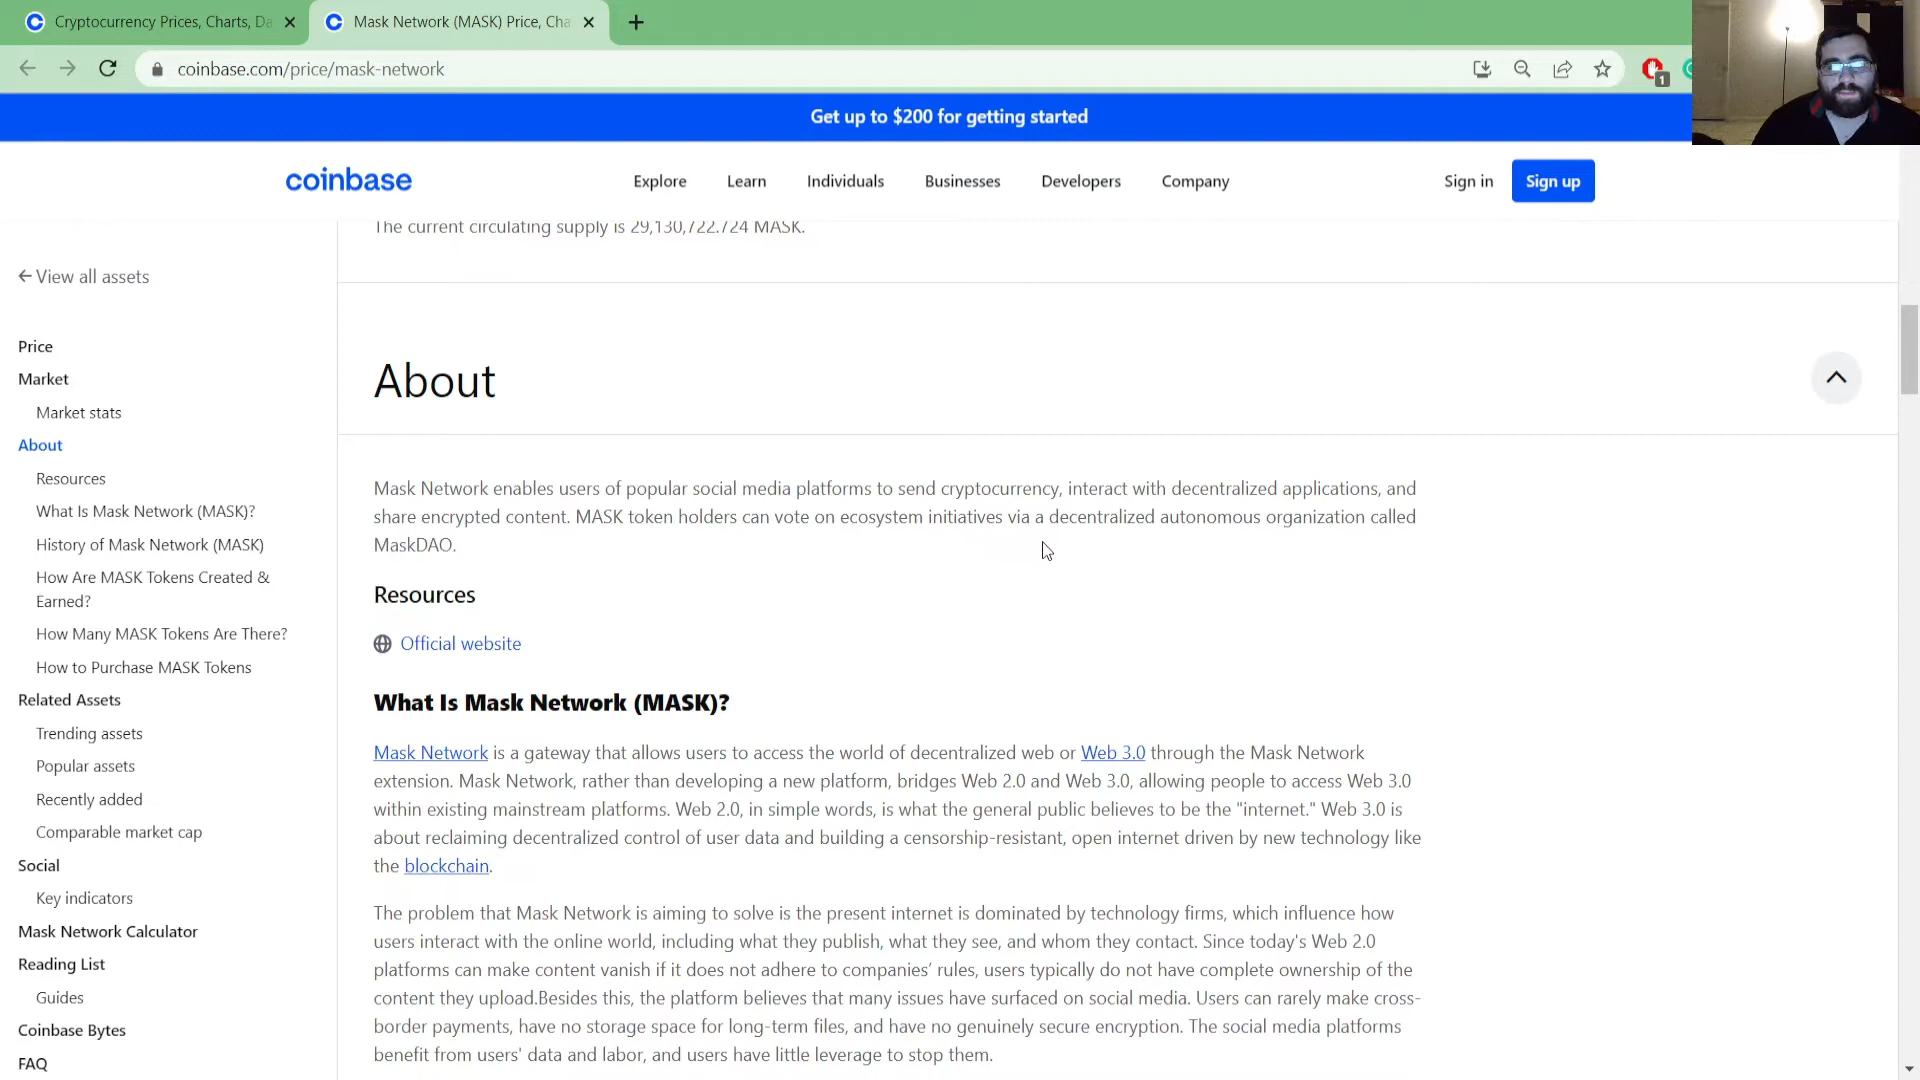 Cryptocurrency Prices, Charts, Da
Mask Network (MASK) Price, Cha
coinbase.com/price/mask-network
1
Get up to $200 for getting started
coinbase
Explore
Learn
Individuals
Businesses
Developers
Company
Sign in
Sign up
The current circulating supply is 29,130,722.724 MASK.
View all assets
Price
Market
Market stats
About
Resources
What Is Mask Network (MASK)?
History of Mask Network (MASK)
How Are MASK Tokens Created &
Earned?
How Many MASK Tokens Are There?
How to Purchase MASK Tokens
Related Assets
Trending assets
Popular assets
Recently added
Comparable market cap
Social
Key indicators
Mask Network Calculator
Reading List
Guides
Coinbase Bytes
FAQ
About
Mask Network enables users of popular social media platforms to send cryptocurrency, interact with decentralized applications, and
share encrypted content. MASK token holders can vote on ecosystem initiatives via a decentralized autonomous organization called
MaskDAO.
Resources
Official website
What Is Mask Network (MASK)?
Mask Network is a gateway that allows users to access the world of decentralized web or Web 3.0 through the Mask Network
extension. Mask Network, rather than developing a new platform, bridges Web 2.0 and Web 3.0, allowing people to access Web 3.0
within existing mainstream platforms. Web 2.0, in simple words, is what the general public believes to be the "internet." Web 3.0 is
about reclaiming decentralized control of user data and building a censorship-resistant, open internet driven by new technology like
the blockchain.
The problem that Mask Network is aiming to solve is the present internet is dominated by technology firms, which influence how
users interact with the online world, including what they publish, what they see, and whom they contact. Since today's Web 2.0
platforms can make content vanish if it does not adhere to companies’ rules, users typically do not have complete ownership of the
content they upload.Besides this, the platform believes that many issues have surfaced on social media. Users can rarely make cross-
border payments, have no storage space for long-term files, and have no genuinely secure encryption. The social media platforms
benefit from users' data and labor, and users have little leverage to stop them.